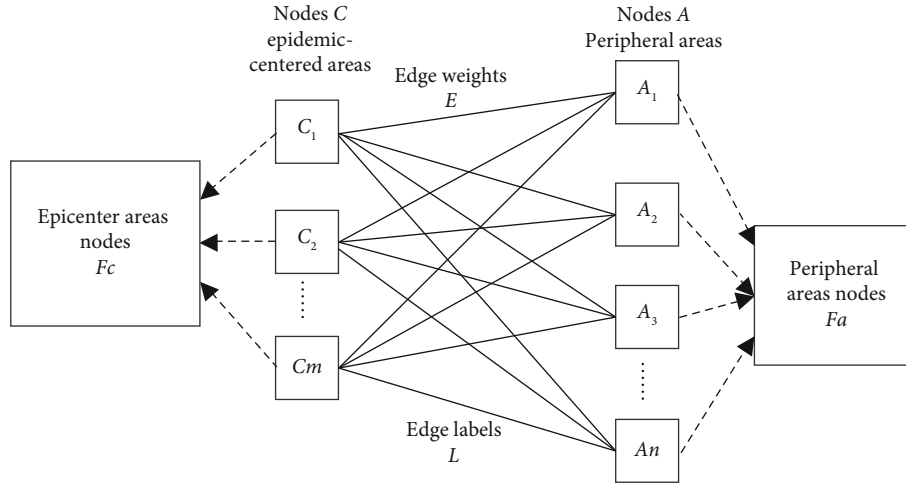 Nodes C
epidemic-
centered areas
Nodes A
Peripheral areas
Edge weights
E
C1
C2
Cm
A1
A2
A3
An
Epicenter areas
nodes
Fc
Peripheral
areas nodes
Fa
Edge labels
L